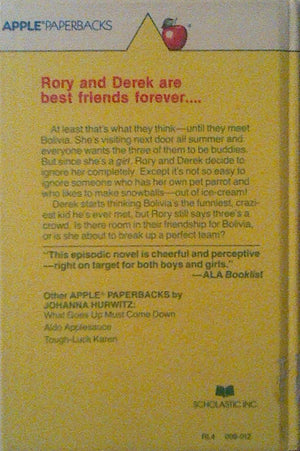 APPLE® PAPERBACKS
Rory and Derek are
best friends forever....
At least that's what they think—until they meet
Bolivia. She's visiting next door all summer and
everyone wants the three of them to be buddies.
But since she's a girl, Rory and Derek decide to
ignore her completely. Except it's not so easy to
ignore someone who has her own pet parrot and
who likes to make snowballs—out of ice-cream!
Derek starts thinking Bolivia's the funniest, crazi-
est kid he's ever met, but Rory still says three's a
crowd. Is there room in their friendship for Bolivia,
or is she about to break up a perfect team?
"This episodic novel is cheerful and perceptive
—right on target for both boys and girls."
—ALA Booklist
Other APPLE® PAPERBACKS by
JOHANNA HURWITZ:
What Goes Up Must Come Down
Aldo Applesauce
Tough-Luck Karen
SCHOLASTIC INC.
RL4 009-012